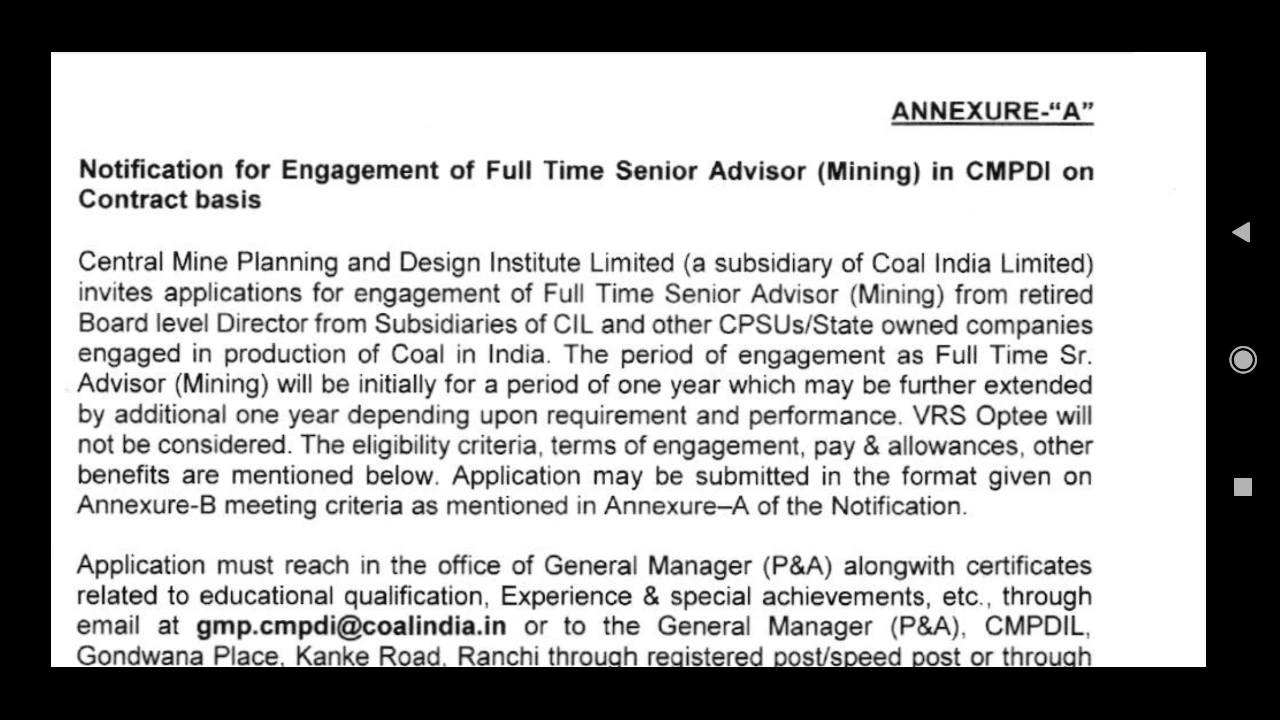 ANNEXURE-“A”
Notification for Engagement of Full Time Senior Advisor (Mining) in CMPDI on
Contract basis
Central Mine Planning and Design Institute Limited (a subsidiary of Coal India Limited)
invites applications for engagement of Full Time Senior Advisor (Mining) from retired
Board level Director from Subsidiaries of CIL and other CPSUs/State owned companies
engaged in production of Coal in India. The period of engagement as Full Time Sr.
Advisor (Mining) will be initially for a period of one year which may be further extended
by additional one year depending upon requirement and performance. VRS Optee will
not be considered. The eligibility criteria, terms of engagement, pay & allowances, other
benefits are mentioned below. Application may be submitted in the format given on
Annexure-B meeting criteria as mentioned in Annexure–A of the Notification.
Application must reach in the office of General Manager (P&A) alongwith certificates
related to educational qualification, Experience & special achievements, etc., through
email at gmp.cmpdi@coalindia.in or to the General Manager (P&A), CMPDIL,
Gondwana Place, Kanke Road, Ranchi through registered post/speed post or through